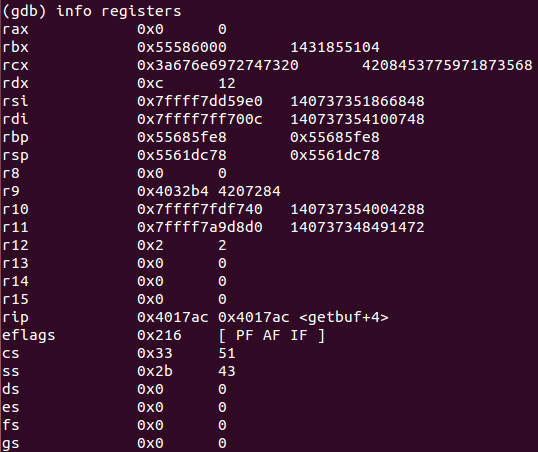 (gdb) info registers
rax 0x0 0
rbx 0x55586000 1431855104
rcx 0x3a676e6972747320 4208453775971873568
rdx 0xc 12
rsi 0x7ffff7dd59e0 140737351866848
rdi 0x7ffff7ff700c 140737354100748
rbp 0x55685fe8 0x55685fe8
rsp 0x5561dc78 0x5561dc78
r8 0x0 0
r9 0x4032b4 4207284
r10 0x7ffff7fdf740 140737354004288
r11 0x7ffff7a9d8d0 140737348491472
r12 0x2 2
r13 0x0 0
r14 0x0 0
r15 0x0 0
rip 0x4017ac 0x4017ac <getbuf+4>
eflags 0x216 [ PF AF IF ]
cs 0x33 51
ss 0x2b 43
ds 0x0 0
es 0x0 0
fs 0x0 0
gs 0x0 0